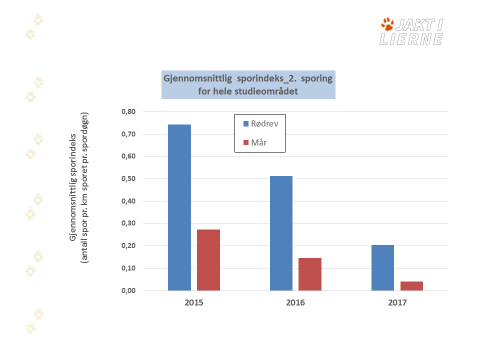 JAKT I
LIERNE
Gjennomsnittlig sporindeks_2. sporing
for hele studieområdet
Gjennomsnittlig sporindeks
(antall spor pr. km sporet pr. spordøgn)
0,80
0,70
0,60
0,50
0,40
0,30
0,20
0,10
0,00
Rødrev
Mår
2015
2016
2017